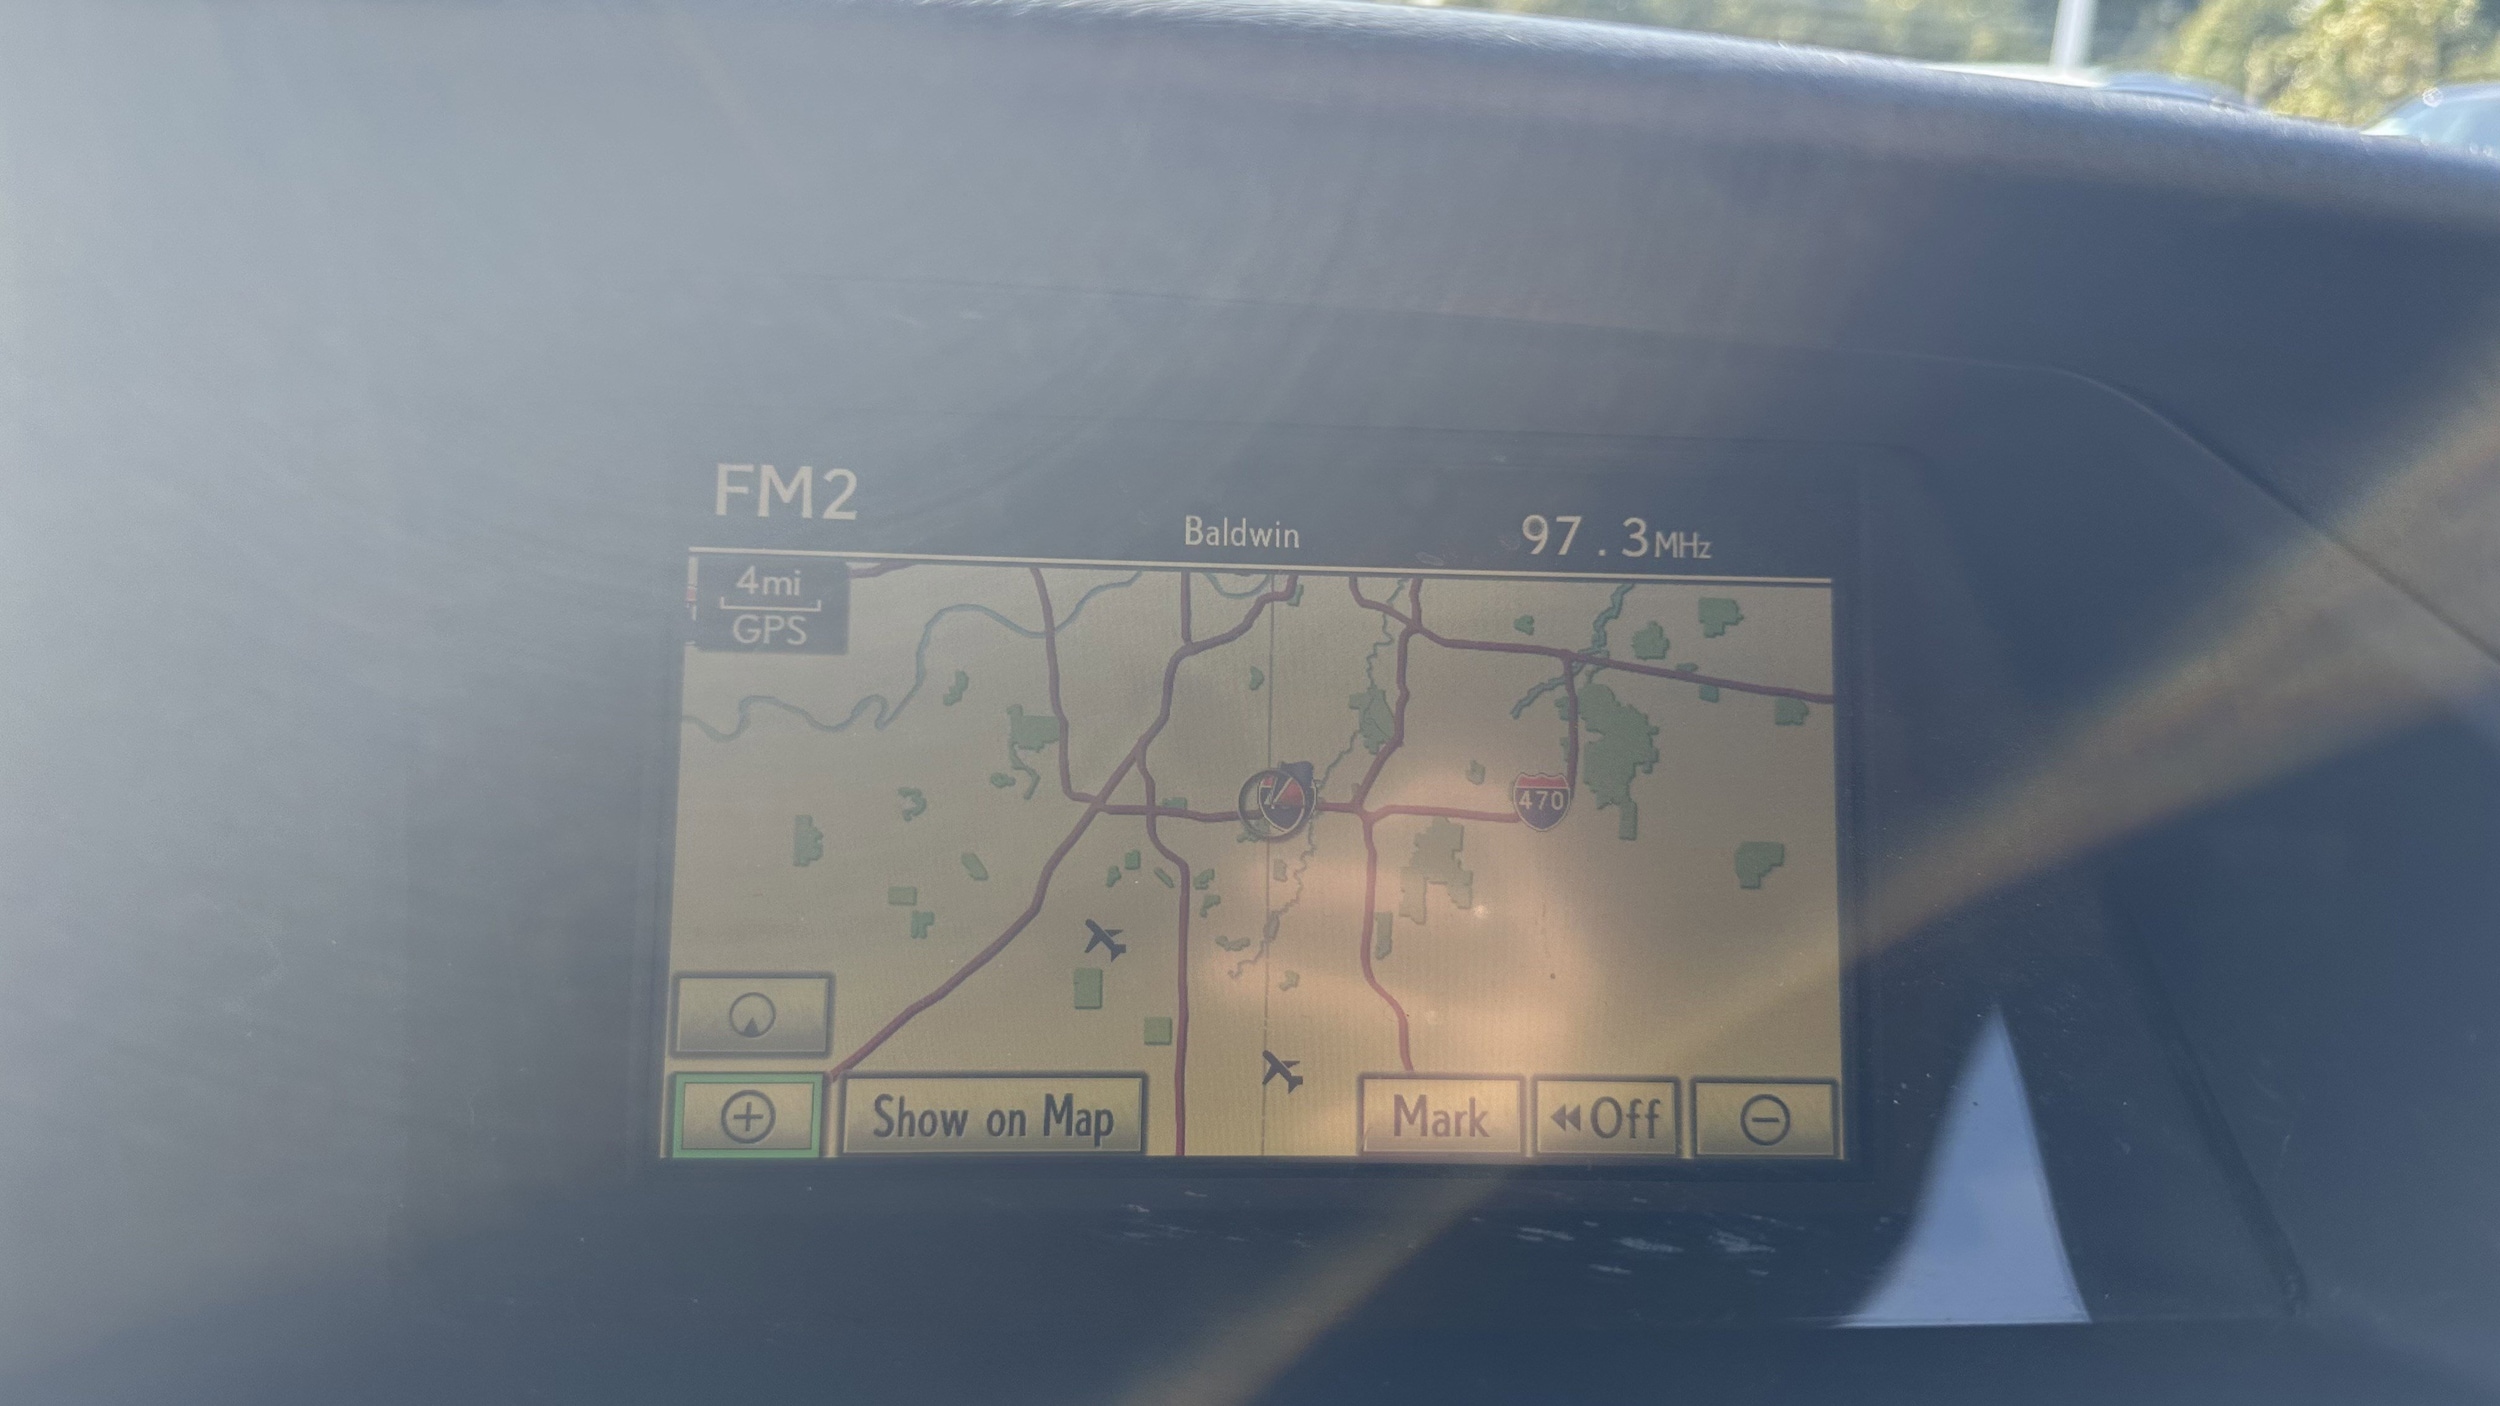 FM2
Baldwin
97.3MHz
4mi
GPS
470
Show on Map
Mark
Off